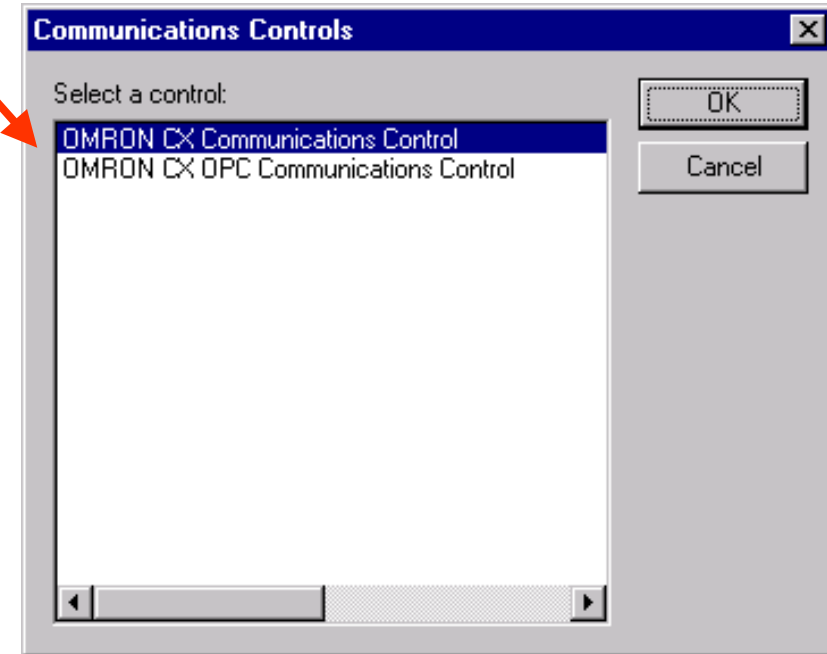 Communications Controls
Select a control:
OMRON CX Communications Control
OMRON CX OPC Communications Control
OK
Cancel